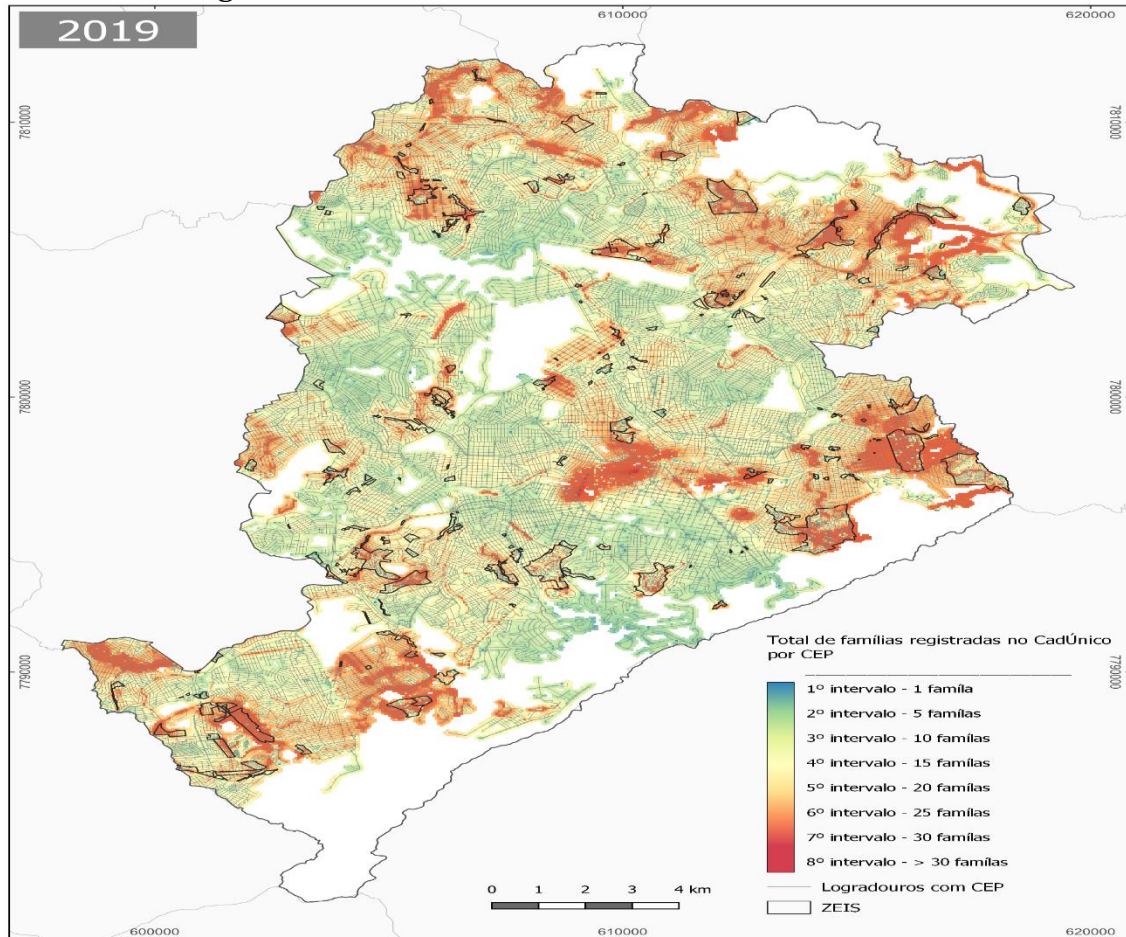 2019
610000
620000
7810000
7810000
7800000
7800000
7790000
7790000
Total de famílias registradas no CadÚnico
por CEP
1º intervalo - 1 famíla
2º intervalo - 5 famílas
3º intervalo - 10 famílas
4º intervalo - 15 famílas
5º intervalo - 20 famílas
6º intervalo - 25 famílas
7º intervalo - 30 famílas
8º intervalo - > 30 famílas
Logradouros com CEP
ZEIS
0 1 2 3 4 km
600000
610000
620000